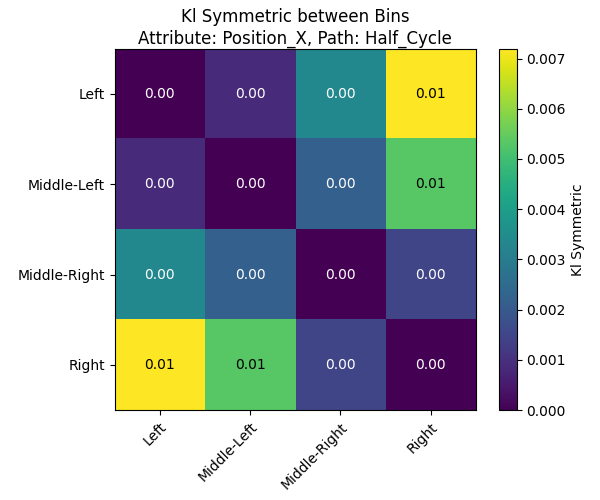 Kl Symmetric between Bins
Attribute: Position_X, Path: Half_Cycle
Left 0.00 0.00 0.00 0.01
Middle-Left 0.00 0.00 0.00 0.01
Middle-Right 0.00 0.00 0.00 0.00
Right 0.01 0.01 0.00 0.00
Left Middle-Left Middle-Right Right
0.007
0.006
0.005
0.004
0.003
0.002
0.001
0.000
Kl Symmetric